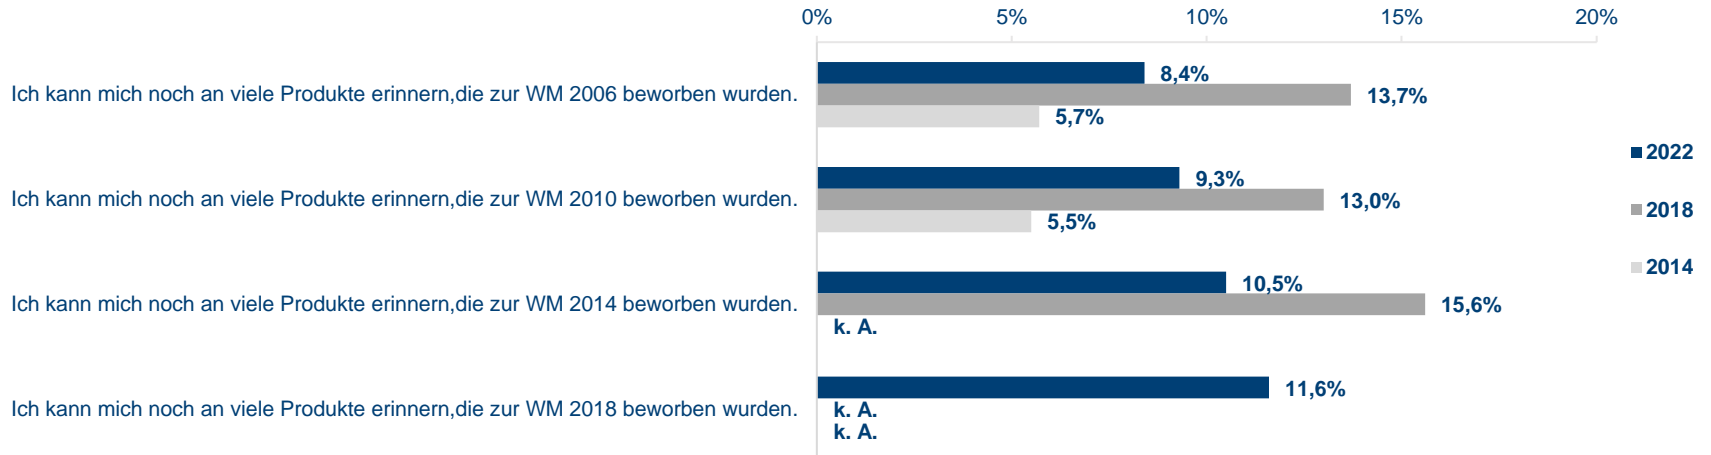 0% 5% 10% 15% 20%
Ich kann mich noch an viele Produkte erinnern,die zur WM 2006 beworben wurden.
8,4%
13,7%
5,7%
Ich kann mich noch an viele Produkte erinnern,die zur WM 2010 beworben wurden.
9,3%
13,0%
5,5%
Ich kann mich noch an viele Produkte erinnern,die zur WM 2014 beworben wurden.
10,5%
15,6%
k. A.
Ich kann mich noch an viele Produkte erinnern,die zur WM 2018 beworben wurden.
11,6%
k. A.
k. A.
2022
2018
2014